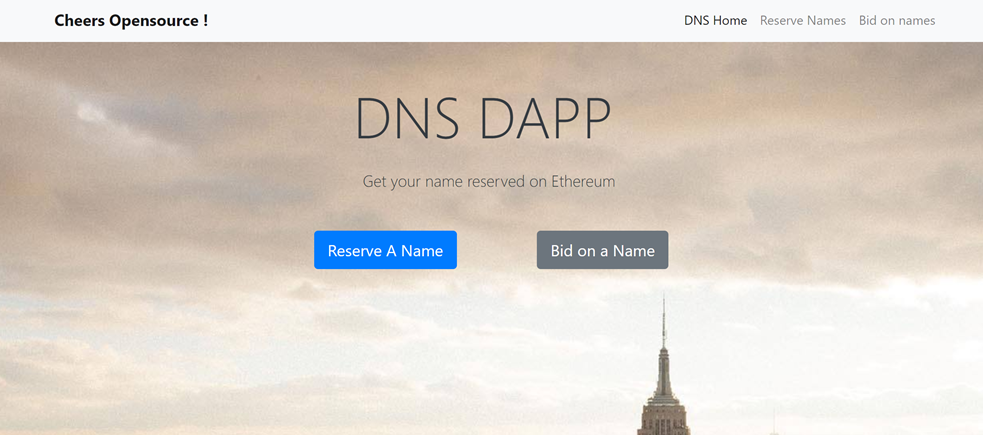 Cheers Opensource !
DNS Home Reserve Names Bid on names
DNS DAPP
Get your name reserved on Ethereum
Reserve A Name
Bid on a Name